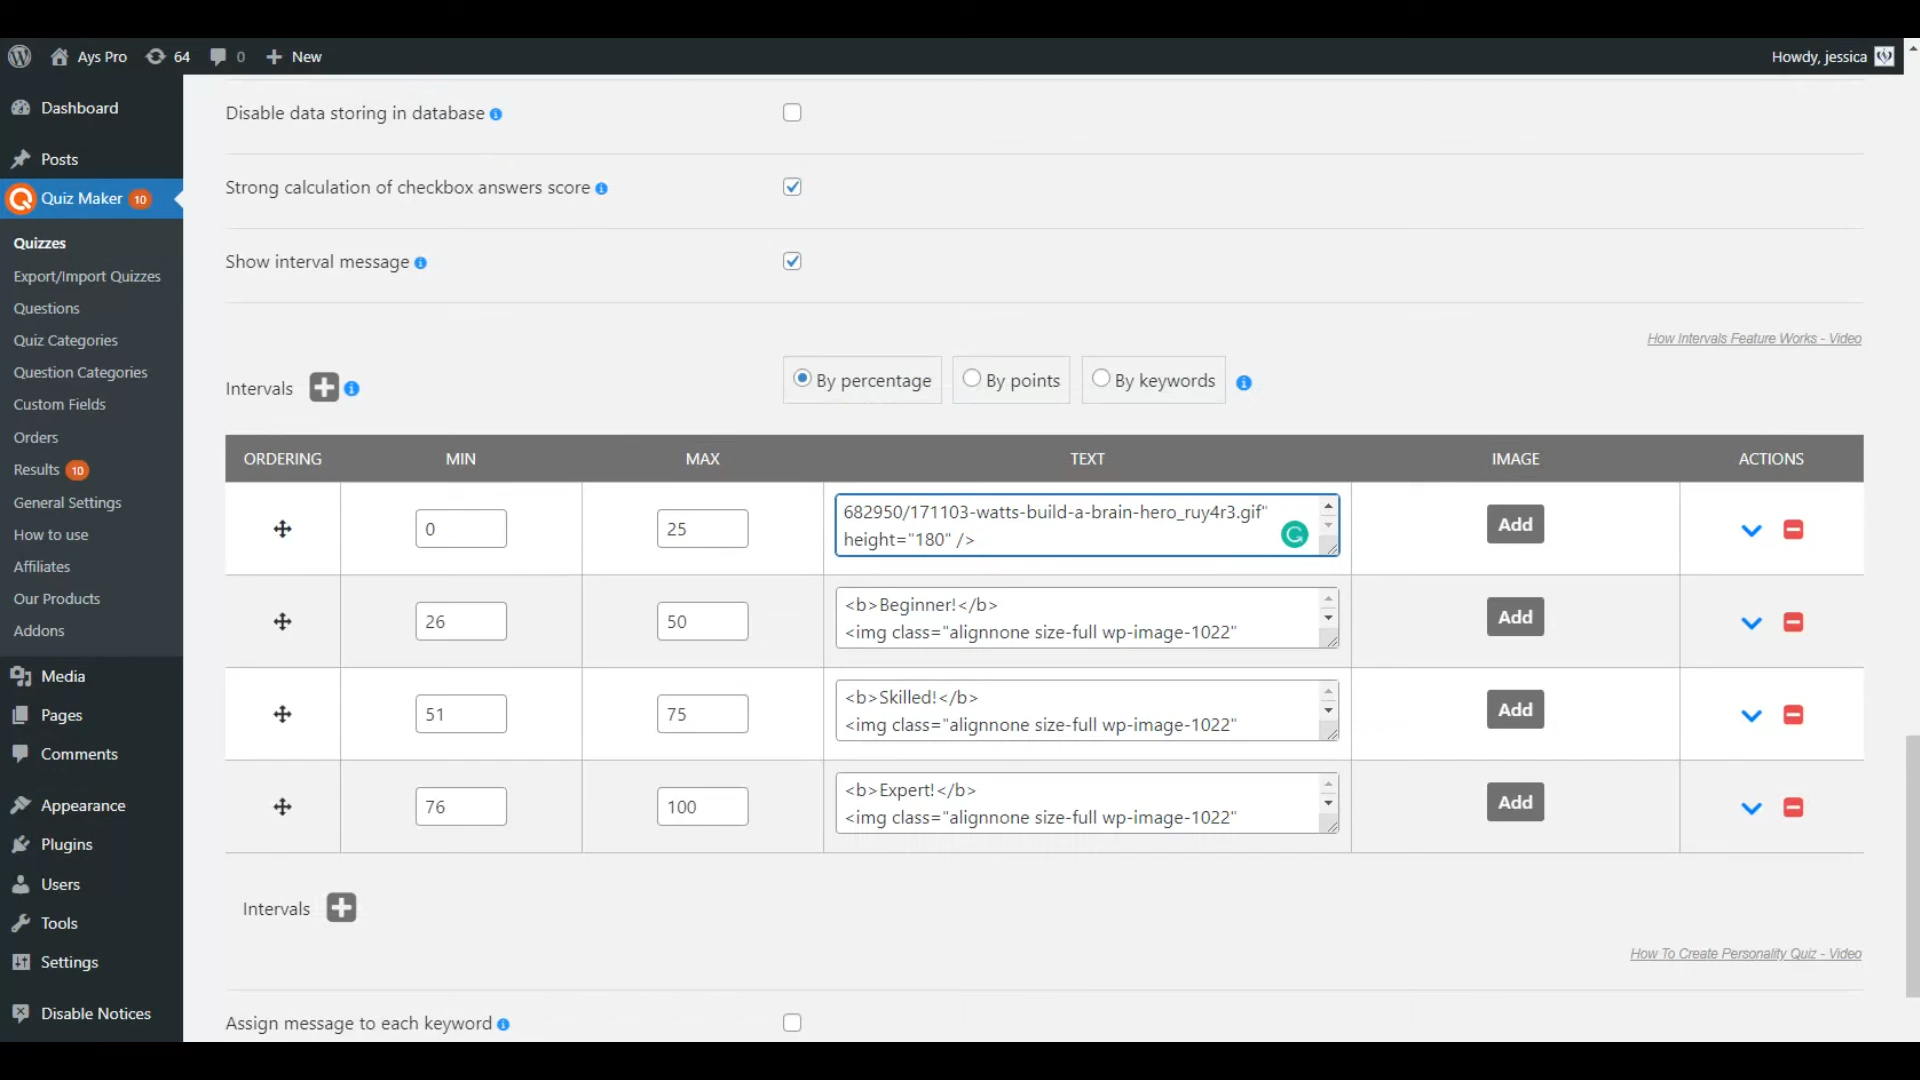 Ays Pro 64 0 New Howdy, jessica
Dashboard
Posts
Quiz Maker 10
Quizzes
Export/Import Quizzes
Questions
Quiz Categories
Question Categories
Custom Fields
Orders
Results 10
General Settings
How to use
Affiliates
Our Products
Addons
Media
Pages
Comments
Appearance
Plugins
Users
Tools
Settings
Disable Notices
Disable data storing in database
Strong calculation of checkbox answers score
Show interval message
How Intervals Feature Works - Video
Intervals By percentage By points By keywords
ORDERING MIN MAX TEXT IMAGE ACTIONS
0 25 682950/171103-watts-build-a-brain-hero_ruy4r3.gif" Add
height="180" />
26 50 <b>Beginner!</b> Add
<img class="alignnone size-full wp-image-1022"
51 75 <b>Skilled!</b> Add
<img class="alignnone size-full wp-image-1022"
76 100 <b>Expert!</b> Add
<img class="alignnone size-full wp-image-1022"
Intervals
How To Create Personality Quiz - Video
Assign message to each keyword